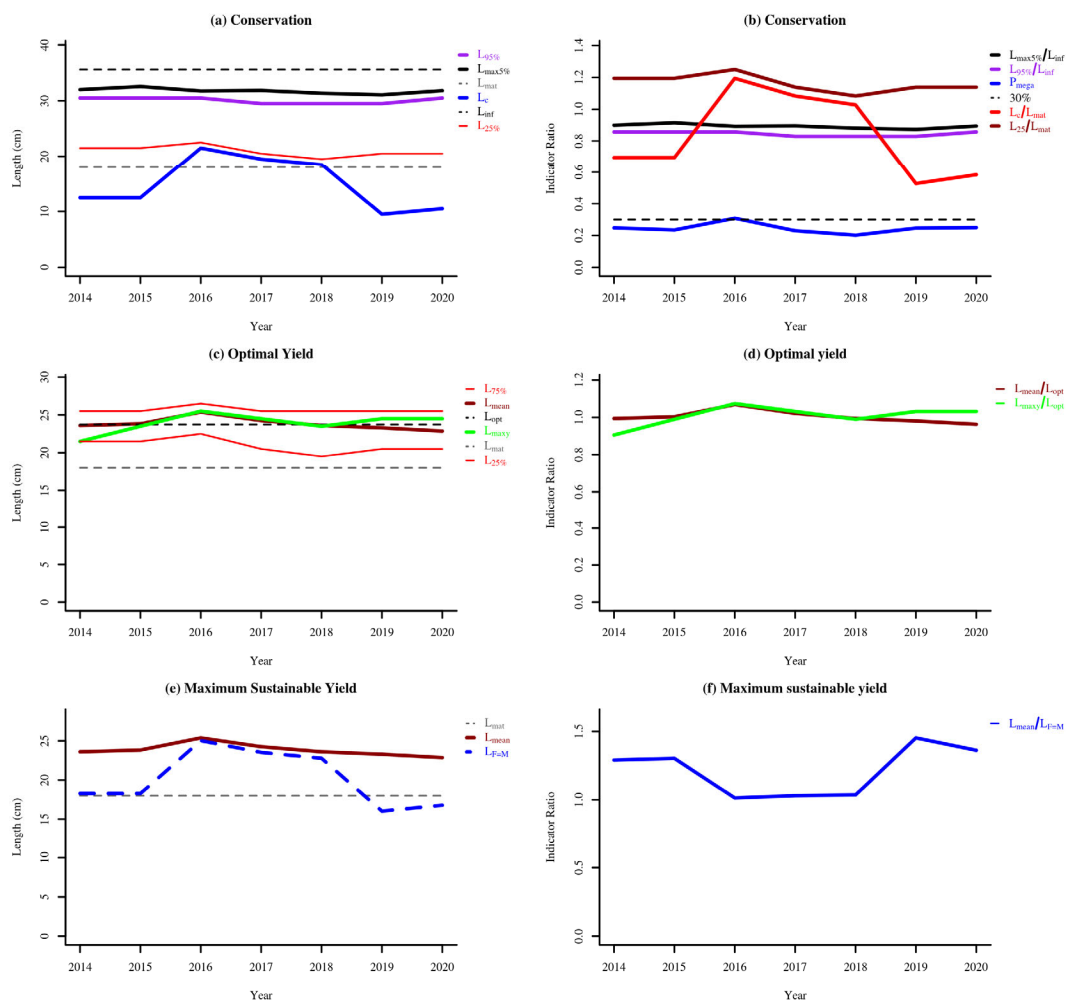 (a) Conservation
Length (cm)
0 10 20 30 40
2014 2015 2016 2017 2018 2019 2020
Year
L95%
Lmax5%
Lmat
Lc
Linf
L25%
(b) Conservation
Indicator Ratio
0.0 0.2 0.4 0.6 0.8 1.0 1.2 1.4
2014 2015 2016 2017 2018 2019 2020
Year
Lmax5%/Linf
L95%/Linf
Pmega
30%
Lc/Lmat
L25/Lmat
(c) Optimal Yield
Length (cm)
0 5 10 15 20 25 30
2014 2015 2016 2017 2018 2019 2020
Year
L75%
Lmean
Lopt
Lmaxy
Lmat
L25%
(d) Optimal yield
Indicator Ratio
0.0 0.2 0.4 0.6 0.8 1.0 1.2
2014 2015 2016 2017 2018 2019 2020
Year
Lmean/Lopt
Lmaxy/Lopt
(e) Maximum Sustainable Yield
Length (cm)
0 5 10 15 20 25
2014 2015 2016 2017 2018 2019 2020
Year
Lmat
Lmean
LF=M
(f) Maximum sustainable yield
Indicator Ratio
0.0 0.5 1.0 1.5
2014 2015 2016 2017 2018 2019 2020
Year
Lmean/LF=M